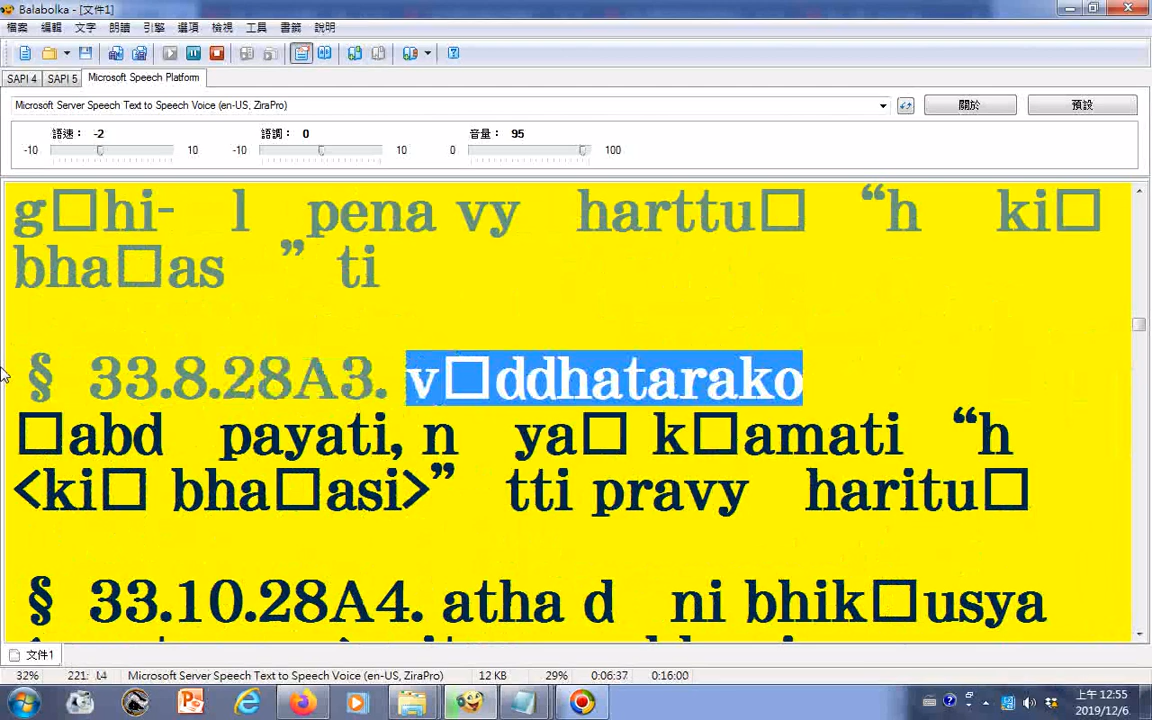 Balabolka - [文件1]
檔案 編輯 文字 朗讀 引擎 選項 檢視 工具 書籤 說明
SAPI 4 SAPI 5 Microsoft Speech Platform
Microsoft Server Speech Text to Speech Voice (en-US, ZiraPro) 關於 預設
語速： -2 語調： 0 音量： 95
-10 10 -10 10 0 100
g□hi- l pena vy harttu□ “h ki□
bha□as ” ti
§ 33.8.28A3. v□ddhatarako
□abd payati, n ya□ k□amati “h
<ki□ bha□asi>” tti pravy haritu□
§ 33.10.28A4. atha d ni bhik□usya
文件1
32% 221: 14 Microsoft Server Speech Text to Speech Voice (en-US, ZiraPro) 12 KB 29% 0:06:37 0:16:00
上午 12:55
2019/12/6